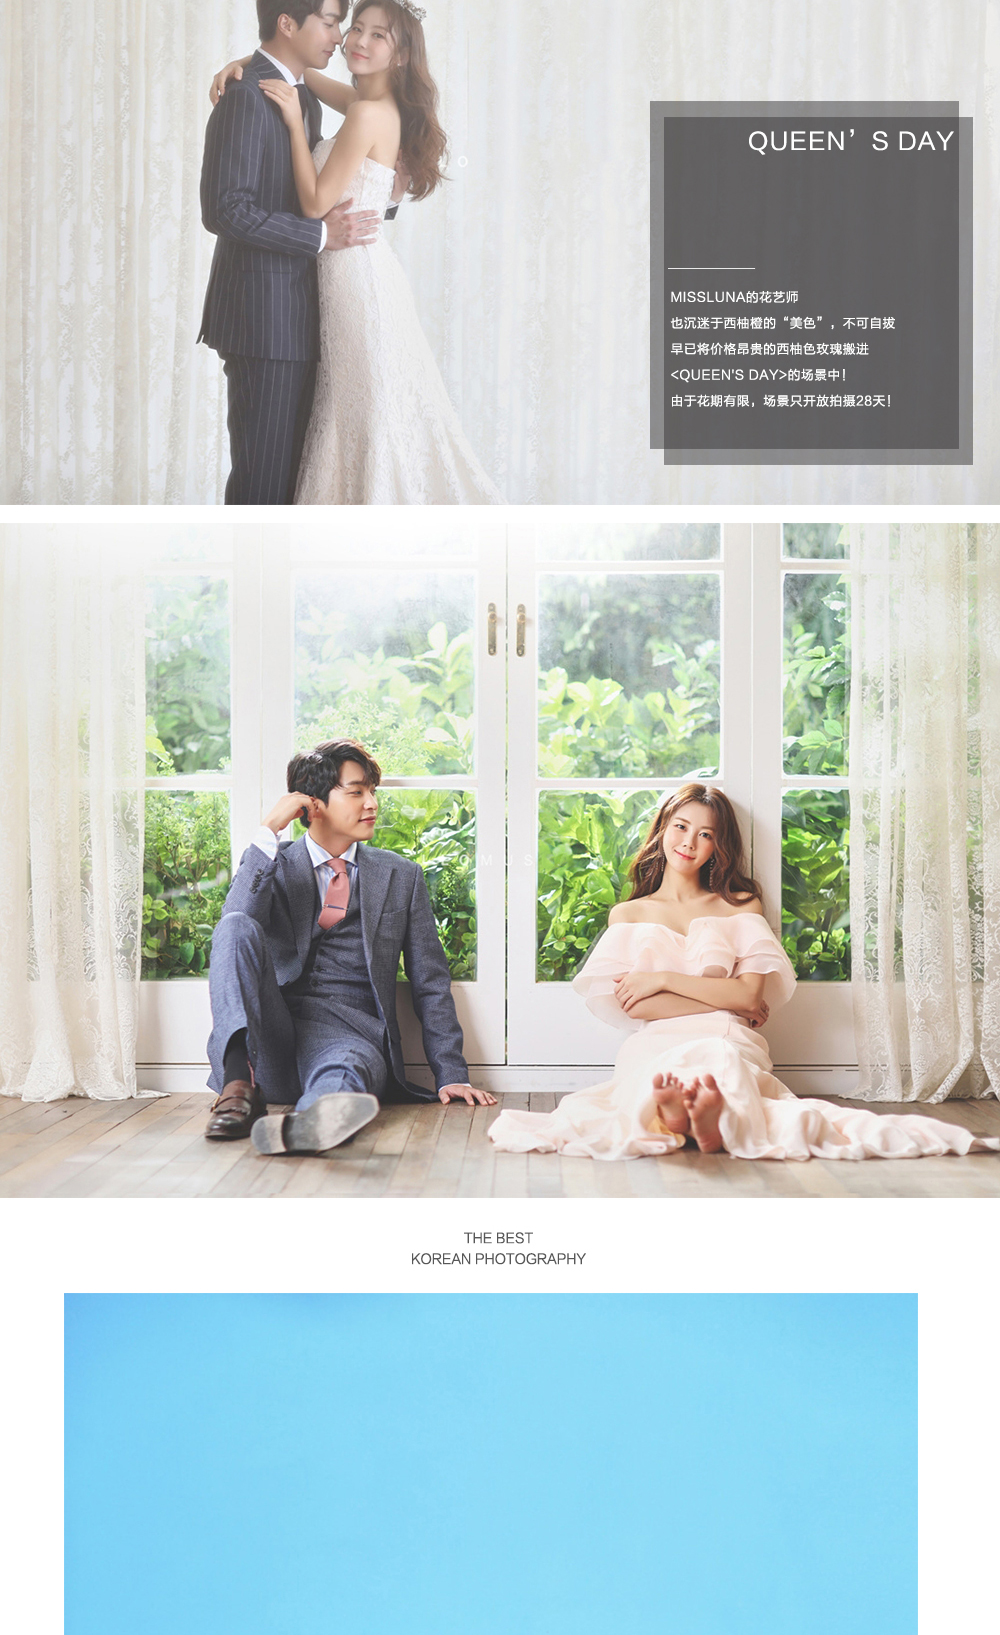 LO
QUEEN’S DAY
MISSLUNA的花艺师
也沉迷于西柚橙的“美色”，不可自拔
早已将价格昂贵的西柚色玫瑰搬进
<QUEEN'S DAY>的场景中！
由于花期有限，场景只开放拍摄28天！
OMUS
THE BEST
KOREAN PHOTOGRAPHY